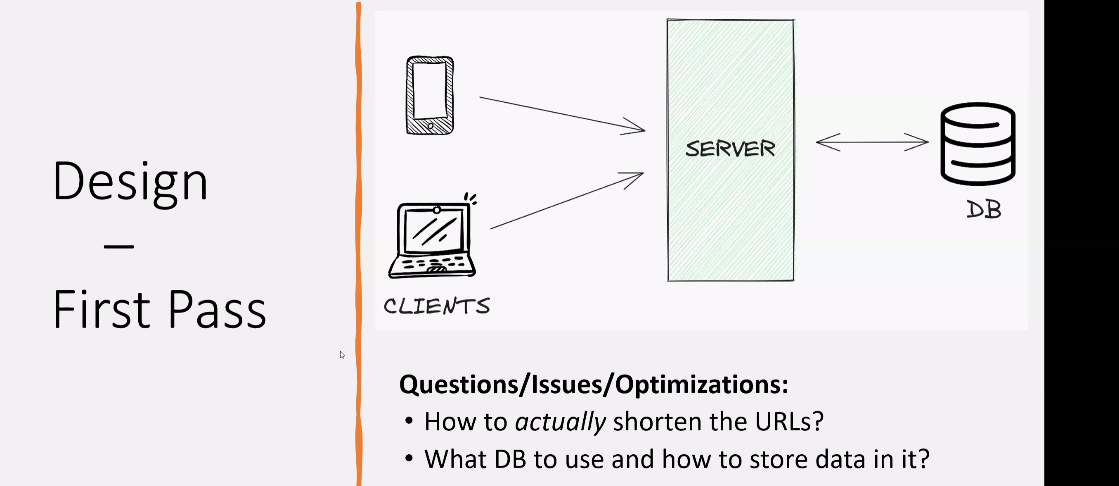 Design
–
First Pass
SERVER
DB
CLIENTS
Questions/Issues/Optimizations:
• How to actually shorten the URLs?
• What DB to use and how to store data in it?